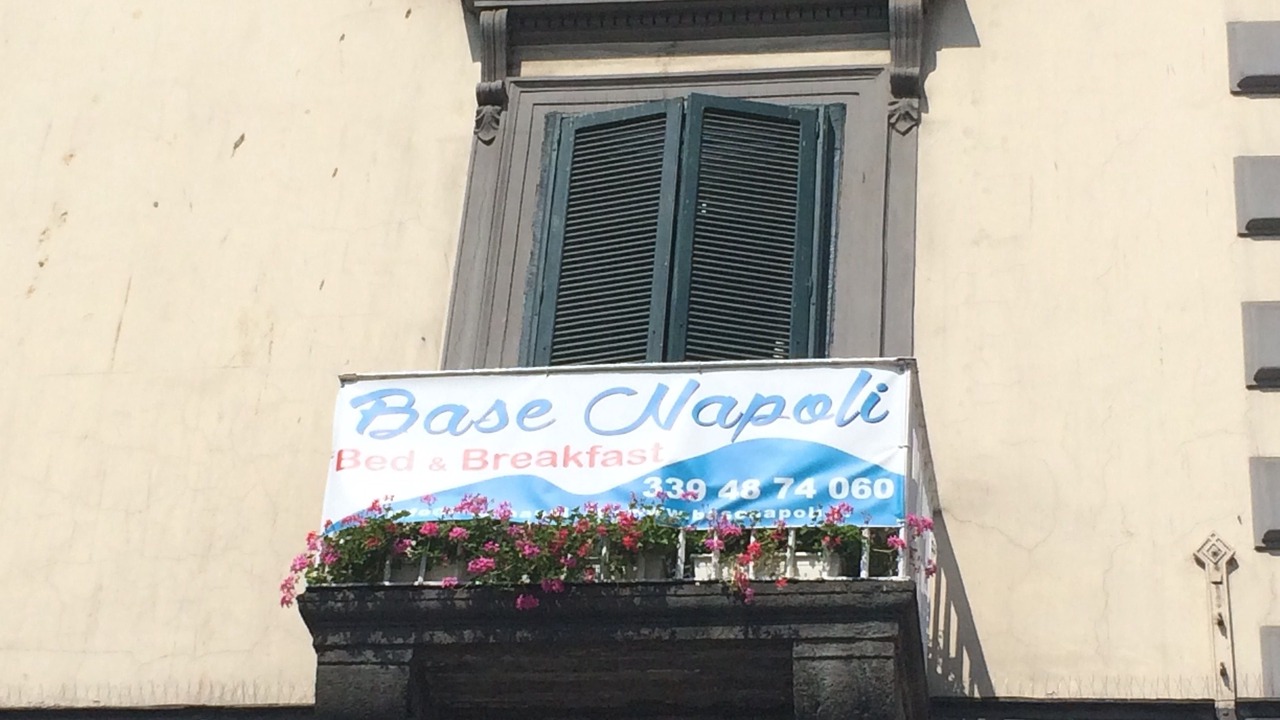 Base Napoli
Bed & Breakfast
339 48 74 060